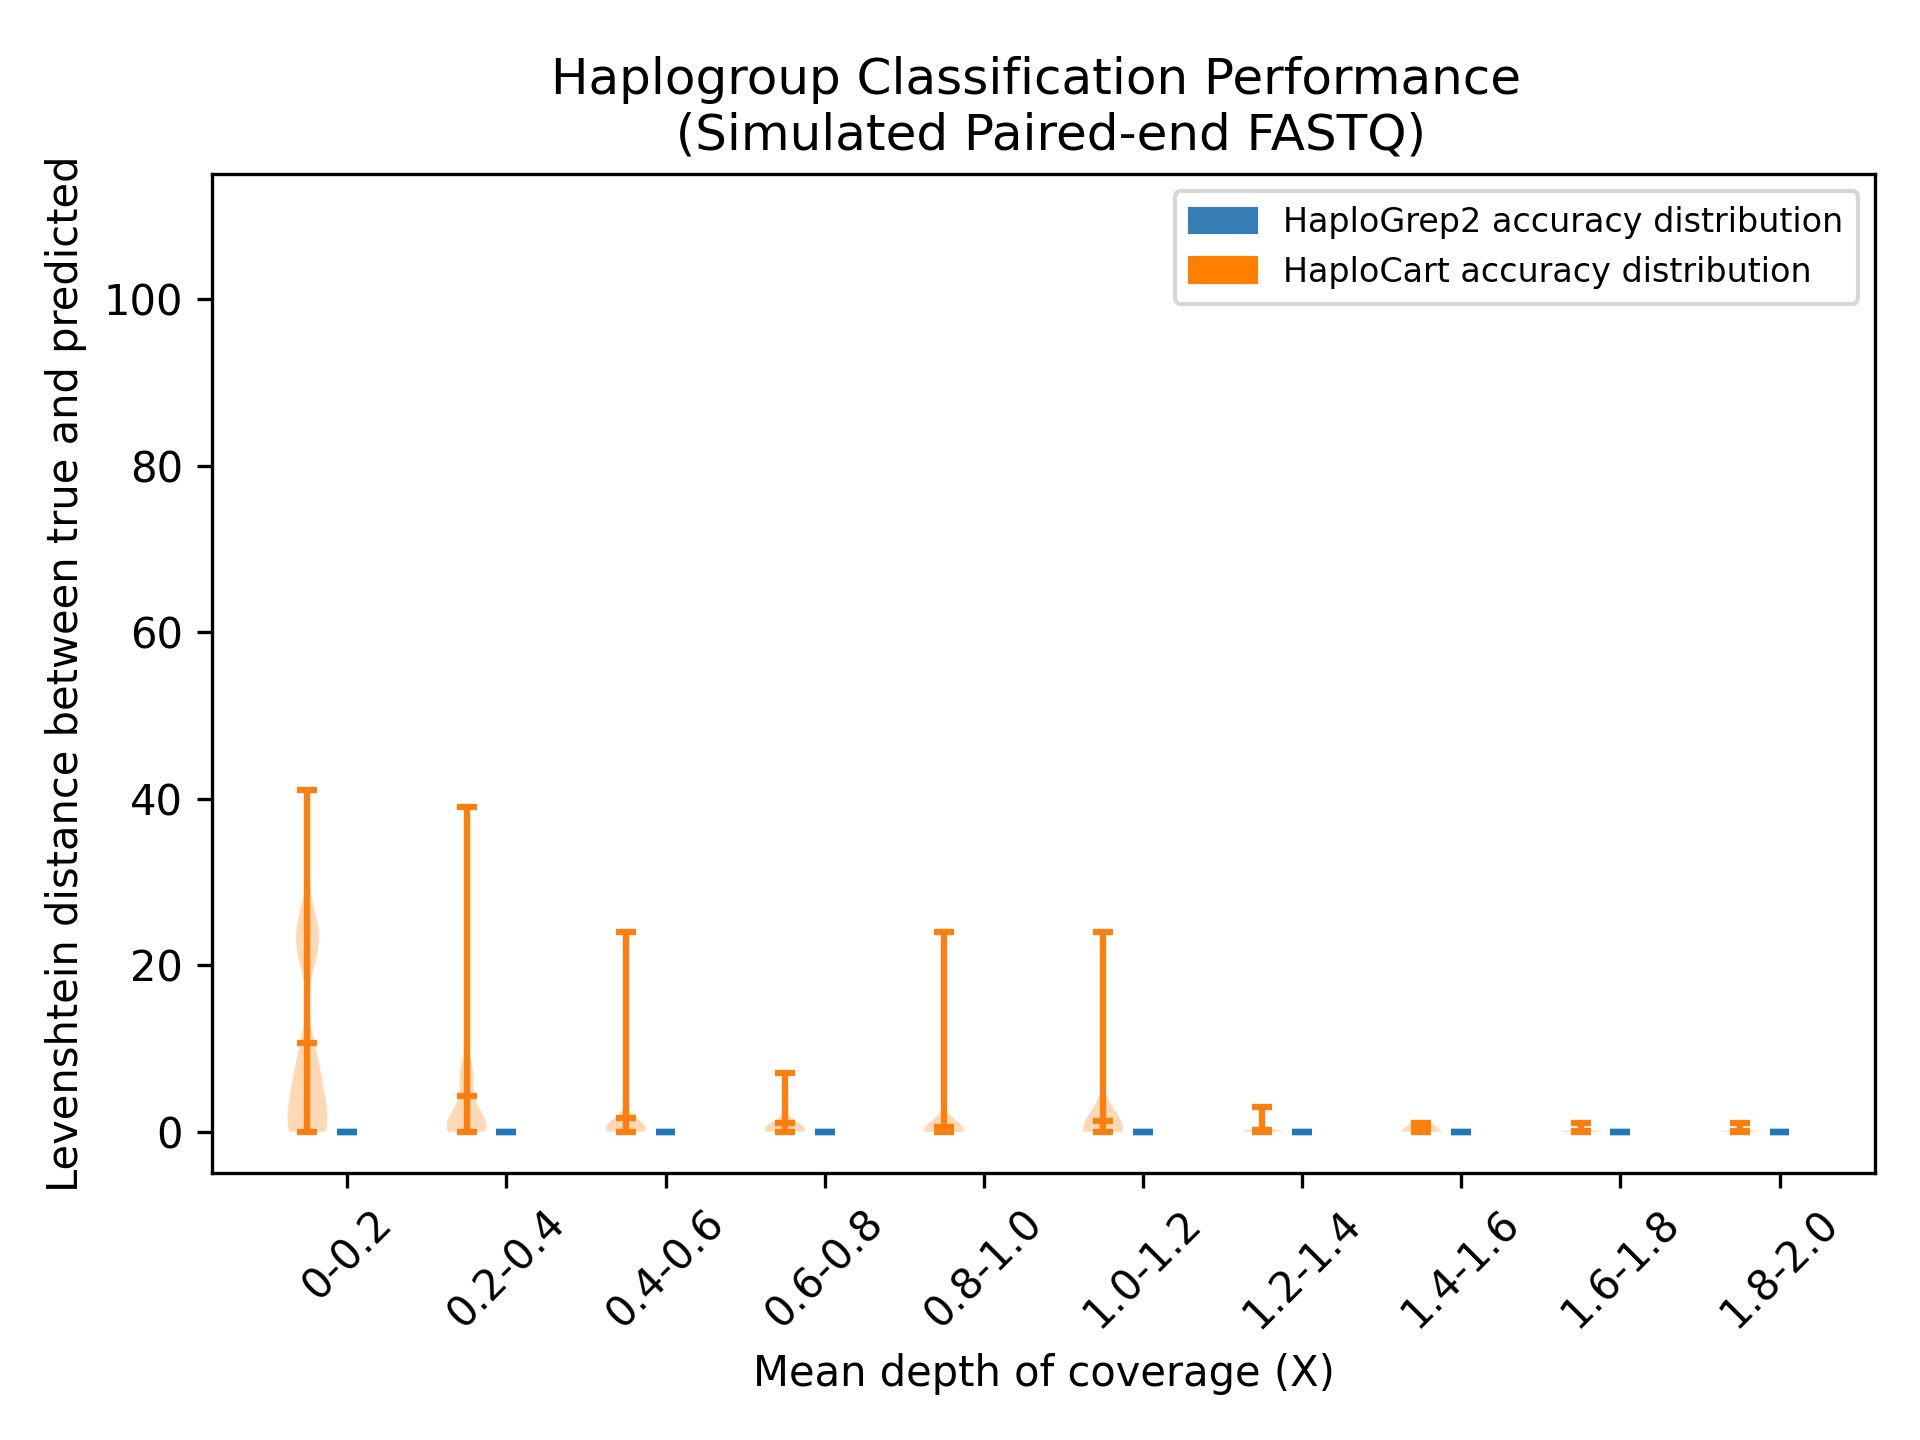 Haplogroup Classification Performance
(Simulated Paired-end FASTQ)
HaploGrep2 accuracy distribution
HaploCart accuracy distribution
Levenshtein distance between true and predicted
100
80
60
40
20
0
0-0.2
0.2-0.4
0.4-0.6
0.6-0.8
0.8-1.0
1.0-1.2
1.2-1.4
1.4-1.6
1.6-1.8
1.8-2.0
Mean depth of coverage (X)